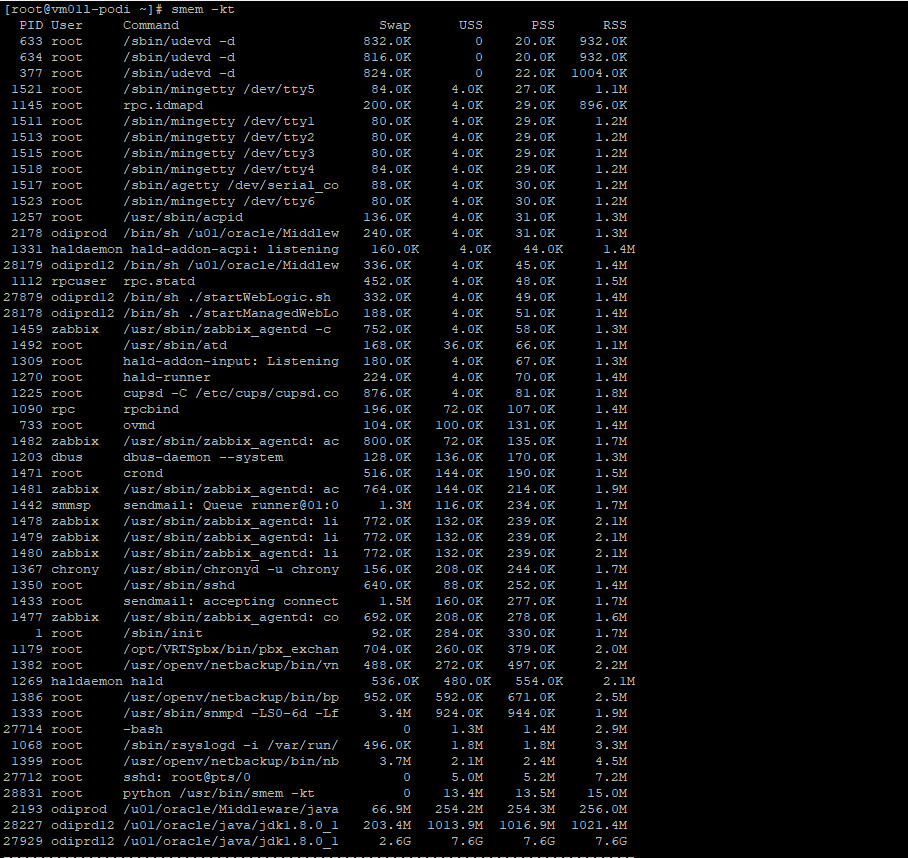 [root@vm011-podi ~]# smem -kt
  PID User     Command                         Swap      USS      PSS      RSS
  633 root     /sbin/udevd -d                832.0K        0    20.0K   932.0K
  634 root     /sbin/udevd -d                816.0K        0    20.0K   932.0K
  377 root     /sbin/udevd -d                824.0K        0    22.0K  1004.0K
 1521 root     /sbin/mingetty /dev/tty5       84.0K     4.0K    27.0K     1.1M
 1145 root     rpc.idmapd                    200.0K     4.0K    29.0K   896.0K
 1511 root     /sbin/mingetty /dev/tty1       80.0K     4.0K    29.0K     1.2M
 1513 root     /sbin/mingetty /dev/tty2       80.0K     4.0K    29.0K     1.2M
 1515 root     /sbin/mingetty /dev/tty3       80.0K     4.0K    29.0K     1.2M
 1518 root     /sbin/mingetty /dev/tty4       84.0K     4.0K    29.0K     1.2M
 1517 root     /sbin/agetty /dev/serial_co    88.0K     4.0K    30.0K     1.2M
 1523 root     /sbin/mingetty /dev/tty6       80.0K     4.0K    30.0K     1.2M
 1257 root     /usr/sbin/acpid               136.0K     4.0K    31.0K     1.3M
 2178 odiprod  /bin/sh /u01/oracle/Middlew   240.0K     4.0K    31.0K     1.3M
 1331 haldaemon hald-addon-acpi: listening    160.0K     4.0K    44.0K     1.4M
28179 odiprd12 /bin/sh /u01/oracle/Middlew   336.0K     4.0K    45.0K     1.4M
 1112 rpcuser  rpc.statd                     452.0K     4.0K    48.0K     1.5M
27879 odiprd12 /bin/sh ./startWebLogic.sh    332.0K     4.0K    49.0K     1.4M
28178 odiprd12 /bin/sh ./startManagedWebLo   188.0K     4.0K    51.0K     1.4M
 1459 zabbix   /usr/sbin/zabbix_agentd -c    752.0K     4.0K    58.0K     1.3M
 1492 root     /usr/sbin/atd                 168.0K    36.0K    66.0K     1.1M
 1309 root     hald-addon-input: Listening   180.0K     4.0K    67.0K     1.3M
 1270 root     hald-runner                   224.0K     4.0K    70.0K     1.4M
 1225 root     cupsd -C /etc/cups/cupsd.co   876.0K     4.0K    81.0K     1.8M
 1090 rpc      rpcbind                       196.0K    72.0K   107.0K     1.4M
  733 root     ovmd                          104.0K   100.0K   131.0K     1.4M
 1482 zabbix   /usr/sbin/zabbix_agentd: ac   800.0K    72.0K   135.0K     1.7M
 1203 dbus     dbus-daemon --system          128.0K   136.0K   170.0K     1.3M
 1471 root     crond                         516.0K   144.0K   190.0K     1.5M
 1481 zabbix   /usr/sbin/zabbix_agentd: ac   764.0K   144.0K   214.0K     1.9M
 1442 smmsp    sendmail: Queue runner@01:0     1.3M   116.0K   234.0K     1.7M
 1478 zabbix   /usr/sbin/zabbix_agentd: li   772.0K   132.0K   239.0K     2.1M
 1479 zabbix   /usr/sbin/zabbix_agentd: li   772.0K   132.0K   239.0K     2.1M
 1480 zabbix   /usr/sbin/zabbix_agentd: li   772.0K   132.0K   239.0K     2.1M
 1367 chrony   /usr/sbin/chronyd -u chrony   156.0K   208.0K   244.0K     1.7M
 1350 root     /usr/sbin/sshd                640.0K    88.0K   252.0K     1.4M
 1433 root     sendmail: accepting connect     1.5M   160.0K   277.0K     1.7M
 1477 zabbix   /usr/sbin/zabbix_agentd: co   692.0K   208.0K   278.0K     1.6M
    1 root     /sbin/init                     92.0K   284.0K   330.0K     1.7M
 1179 root     /opt/VRTSpbx/bin/pbx_exchan   704.0K   260.0K   379.0K     2.0M
 1382 root     /usr/openv/netbackup/bin/vn   488.0K   272.0K   497.0K     2.2M
 1269 haldaemon hald                          536.0K   480.0K   554.0K     2.1M
 1386 root     /usr/openv/netbackup/bin/bp   952.0K   592.0K   671.0K     2.5M
 1333 root     /usr/sbin/snmpd -LS0-6d -Lf     3.4M   924.0K   944.0K     1.9M
27714 root     -bash                              0     1.3M     1.4M     2.9M
 1068 root     /sbin/rsyslogd -i /var/run/   496.0K     1.8M     1.8M     3.3M
 1399 root     /usr/openv/netbackup/bin/nb     3.7M     2.1M     2.4M     4.5M
27712 root     sshd: root@pts/0                   0     5.0M     5.2M     7.2M
28831 root     python /usr/bin/smem -kt           0    13.4M    13.5M    15.0M
 2193 odiprod  /u01/oracle/Middleware/java    66.9M   254.2M   254.3M   256.0M
28227 odiprd12 /u01/oracle/java/jdk1.8.0_1   203.4M  1013.9M  1016.9M  1021.4M
27929 odiprd12 /u01/oracle/java/jdk1.8.0_1     2.6G     7.6G     7.6G     7.6G
-------------------------------------------------------------------------------